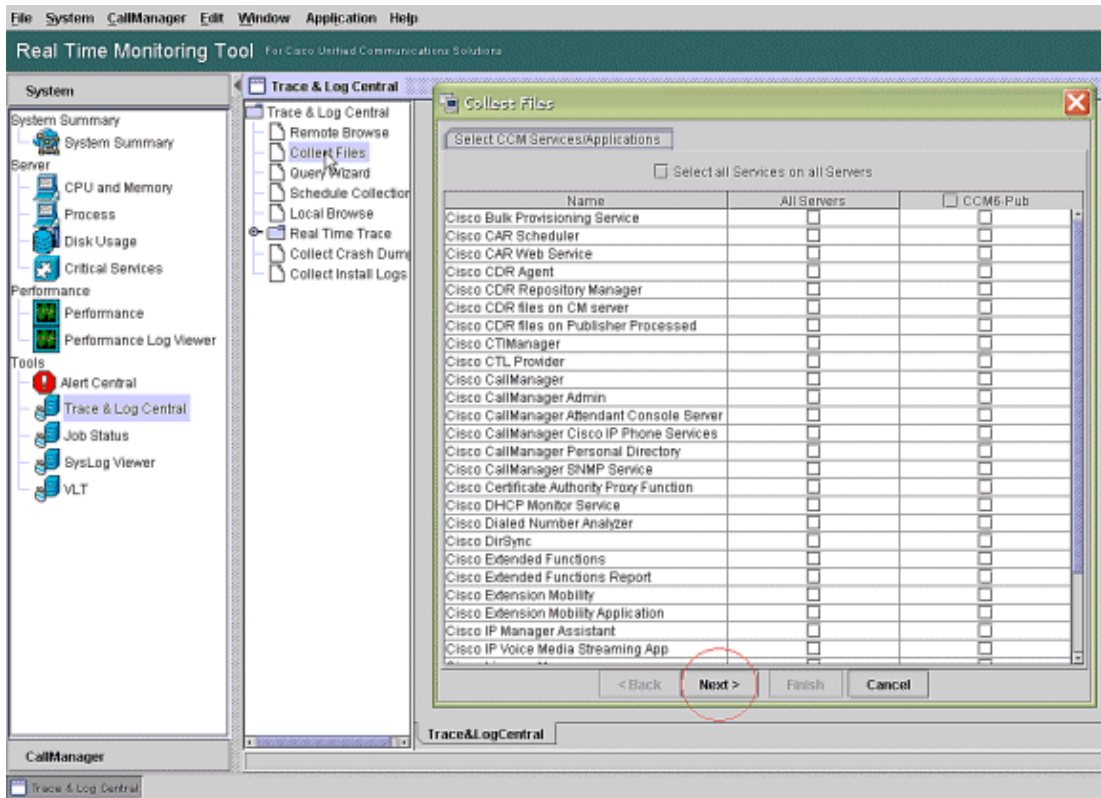 File System CallManager Edit Window Application Help
Real Time Monitoring Tool For Cisco Unified Communications Solutions
System
System Summary
System Summary
Server
CPU and Memory
Process
Disk Usage
Critical Services
Performance
Performance
Performance Log Viewer
Tools
Alert Central
Trace & Log Central
Job Status
SysLog Viewer
VLT
CallManager
Trace & Log Central
Trace & Log Central
Remote Browse
Collect Files
Query Wizard
Schedule Collection
Local Browse
Real Time Trace
Collect Crash Dump
Collect Install Logs
Collect Files
Select CCM Services/Applications
Select all Services on all Servers
Name All Servers CCM6-Pub
Cisco Bulk Provisioning Service
Cisco CAR Scheduler
Cisco CAR Web Service
Cisco CDR Agent
Cisco CDR Repository Manager
Cisco CDR files on CM server
Cisco CDR files on Publisher Processed
Cisco CTIManager
Cisco CTL Provider
Cisco CallManager
Cisco CallManager Admin
Cisco CallManager Attendant Console Server
Cisco CallManager Cisco IP Phone Services
Cisco CallManager Personal Directory
Cisco CallManager SNMP Service
Cisco Certificate Authority Proxy Function
Cisco DHCP Monitor Service
Cisco Dialed Number Analyzer
Cisco DirSync
Cisco Extended Functions
Cisco Extended Functions Report
Cisco Extension Mobility
Cisco Extension Mobility Application
Cisco IP Manager Assistant
Cisco IP Voice Media Streaming App
< Back Next > Finish Cancel
Trace&LogCentral
Trace & Log Central